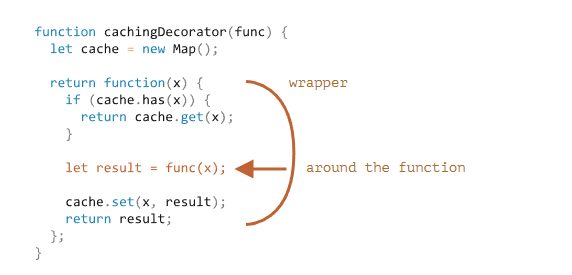 function cachingDecorator(func) {
  let cache = new Map();

  return function(x) { wrapper
    if (cache.has(x)) {
      return cache.get(x);
    }

    let result = func(x); around the function

    cache.set(x, result);
    return result;
  };
}